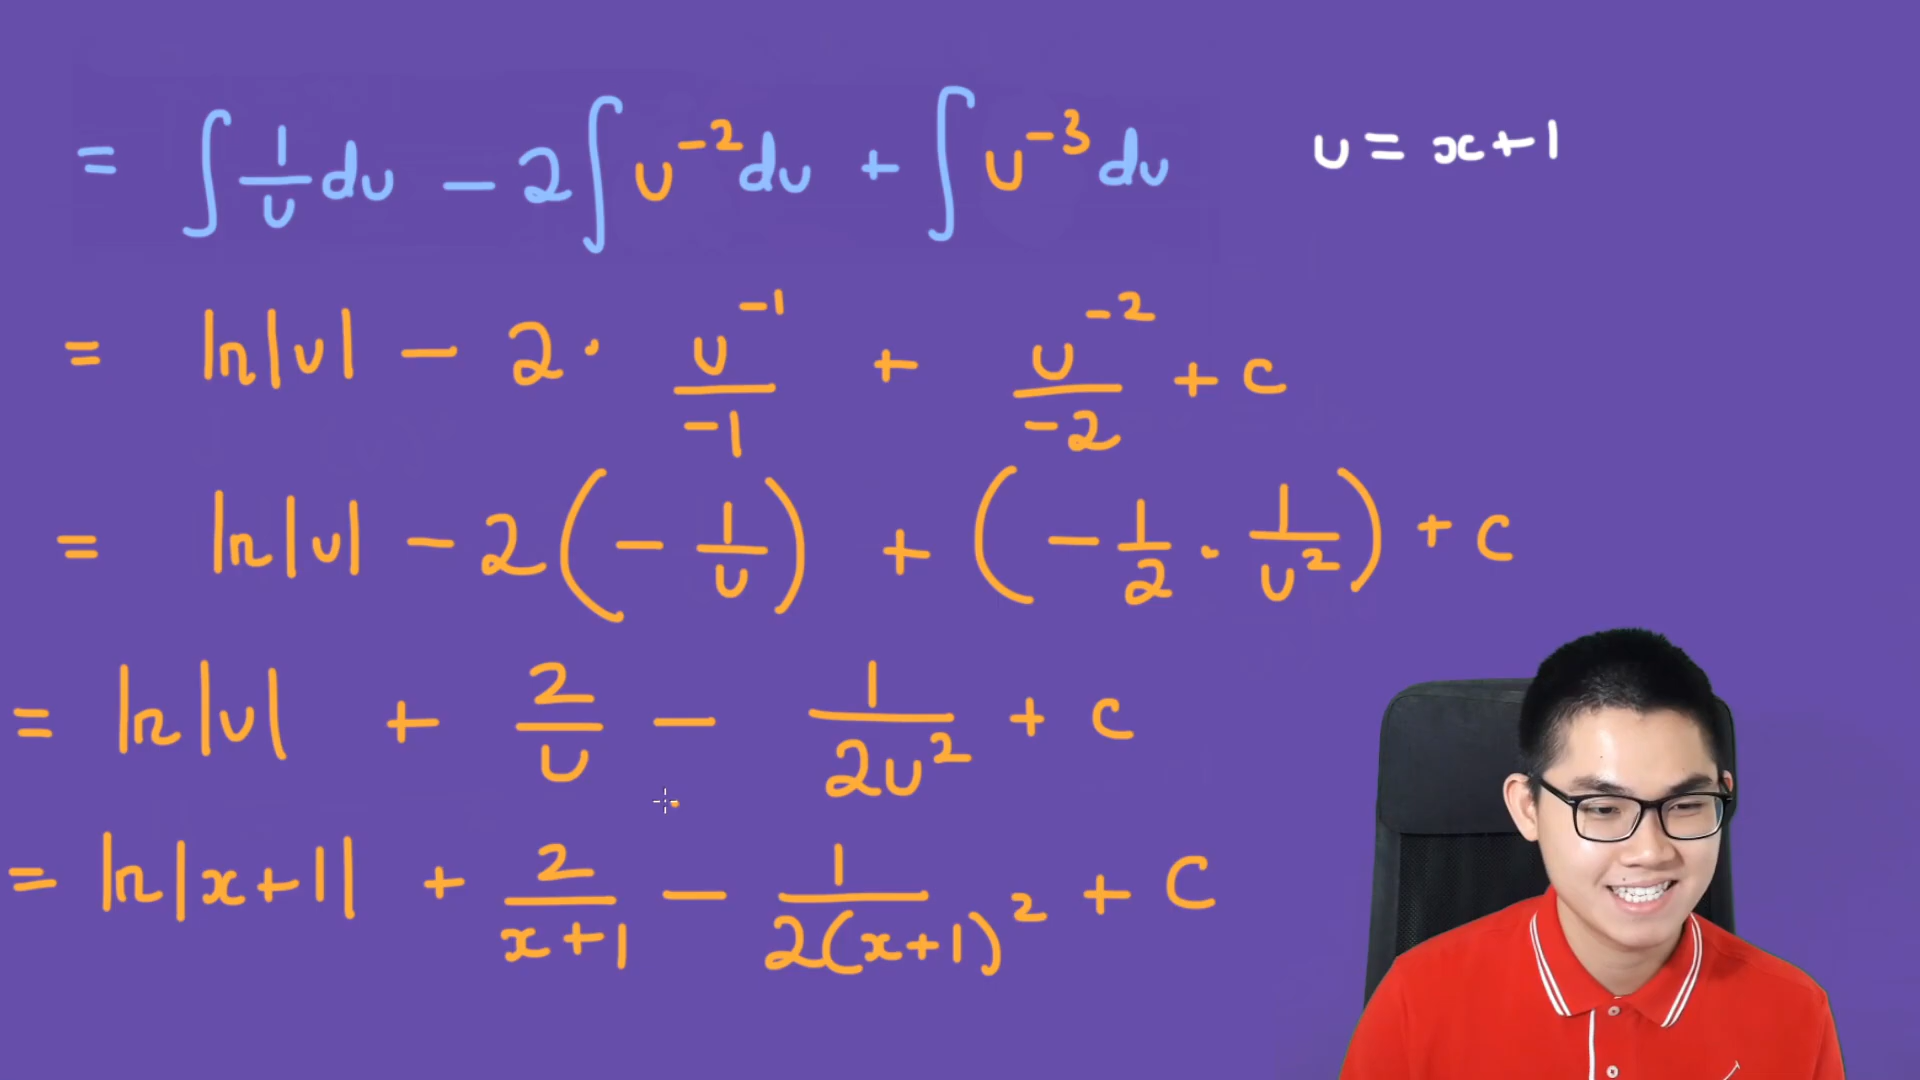 = ∫ 1/u du − 2 ∫ u⁻² du + ∫ u⁻³ du
u = x+1
= ln|u| − 2 · u⁻¹/−1 + u⁻²/−2 + c
= ln|u| − 2(− 1/u) + (− 1/2 · 1/u²) + c
= ln|u| + 2/u − 1/2u² + c
= ln|x+1| + 2/x+1 − 1/2(x+1)² + C